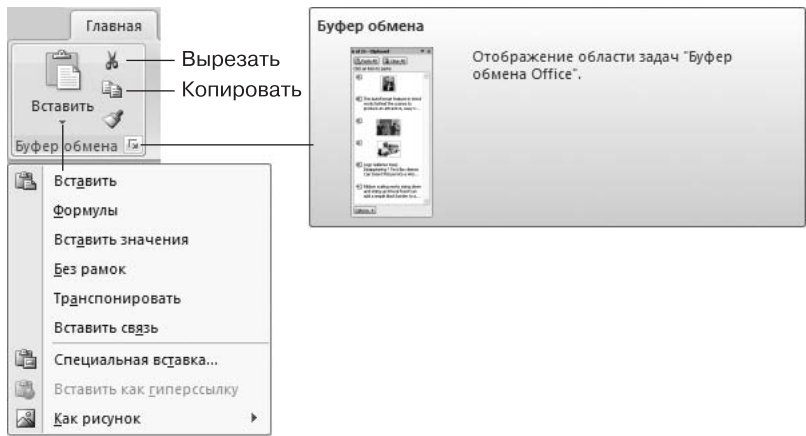 Главная
Вырезать
Копировать
Вставить
Буфер обмена
Вставить
Формулы
Вставить значения
Без рамок
Транспонировать
Вставить связь
Специальная вставка...
Вставить как гиперссылку
Как рисунок
Буфер обмена
Отображение области задач "Буфер
обмена Office".